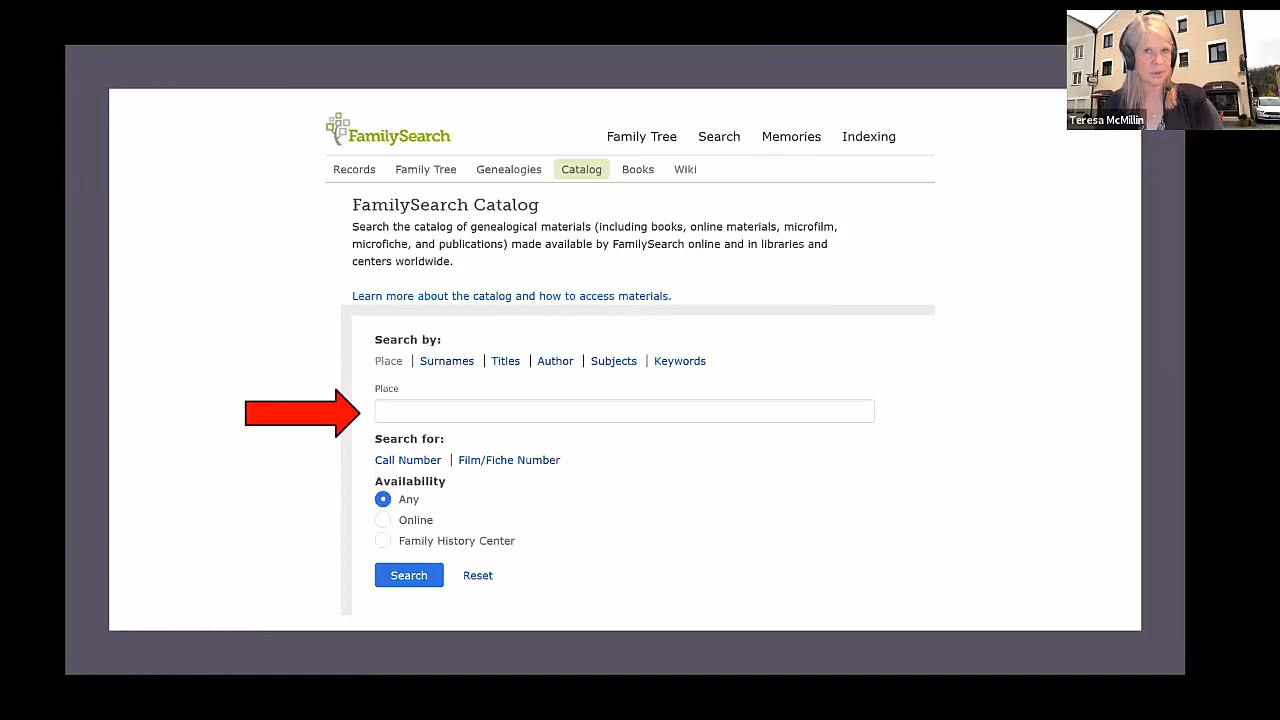 Teresa McMillin
FamilySearch
Family Tree Search Memories Indexing
Records Family Tree Genealogies Catalog Books Wiki
FamilySearch Catalog
Search the catalog of genealogical materials (including books, online materials, microfilm,
microfiche, and publications) made available by FamilySearch online and in libraries and
centers worldwide.
Learn more about the catalog and how to access materials.
Search by:
Place | Surnames | Titles | Author | Subjects | Keywords
Place
Search for:
Call Number | Film/Fiche Number
Availability
Any
Online
Family History Center
Search Reset